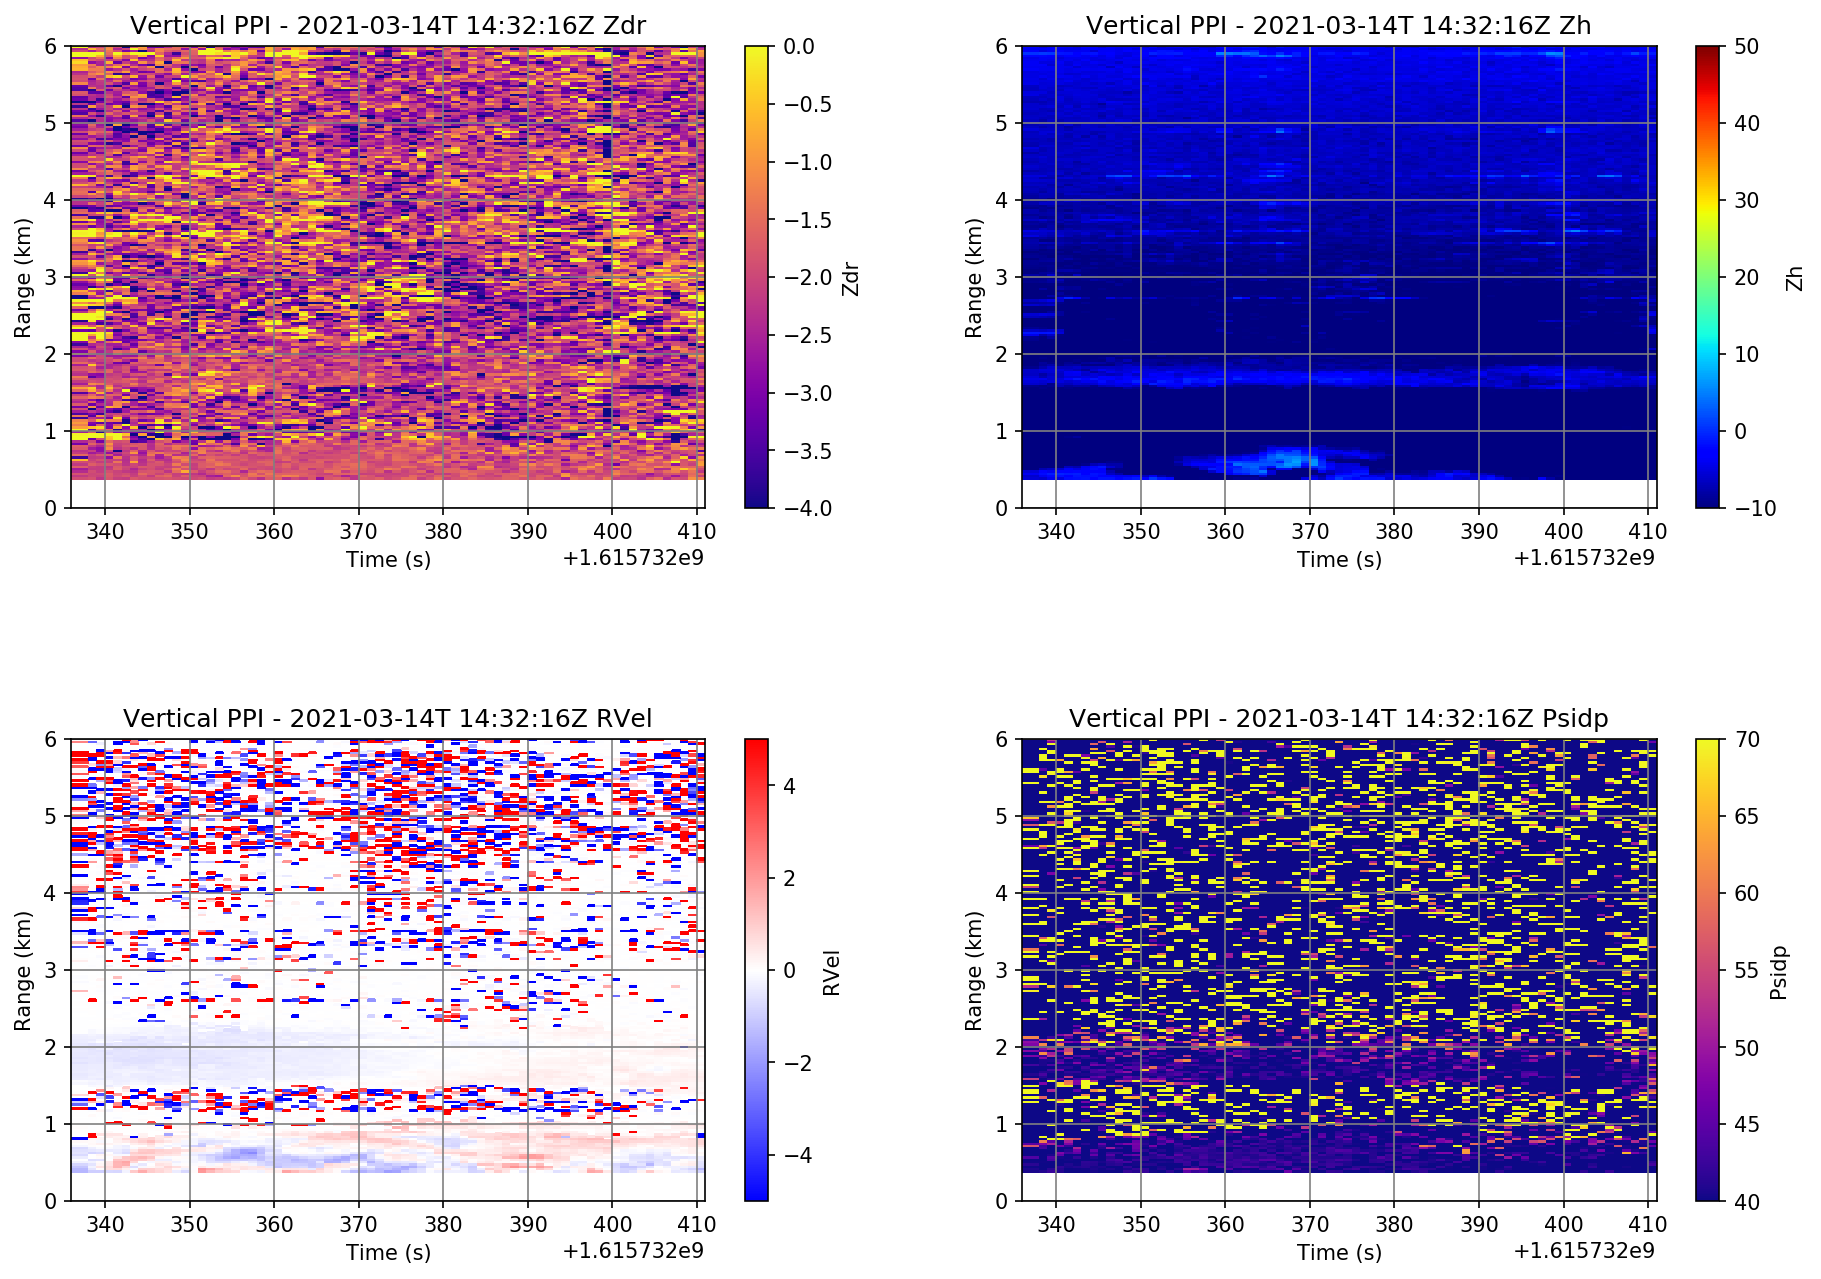 Vertical PPI - 2021-03-14T 14:32:16Z Zdr
6
5
4
3
2
1
0
Range (km)
340 350 360 370 380 390 400 410
Time (s)
+1.615732e9
0.0
−0.5
−1.0
−1.5
−2.0
−2.5
−3.0
−3.5
−4.0
Zdr
Vertical PPI - 2021-03-14T 14:32:16Z Zh
6
5
4
3
2
1
0
Range (km)
340 350 360 370 380 390 400 410
Time (s)
+1.615732e9
50
40
30
20
10
0
−10
Zh
Vertical PPI - 2021-03-14T 14:32:16Z RVel
6
5
4
3
2
1
0
Range (km)
340 350 360 370 380 390 400 410
Time (s)
+1.615732e9
4
2
0
−2
−4
RVel
Vertical PPI - 2021-03-14T 14:32:16Z Psidp
6
5
4
3
2
1
0
Range (km)
340 350 360 370 380 390 400 410
Time (s)
+1.615732e9
70
65
60
55
50
45
40
Psidp